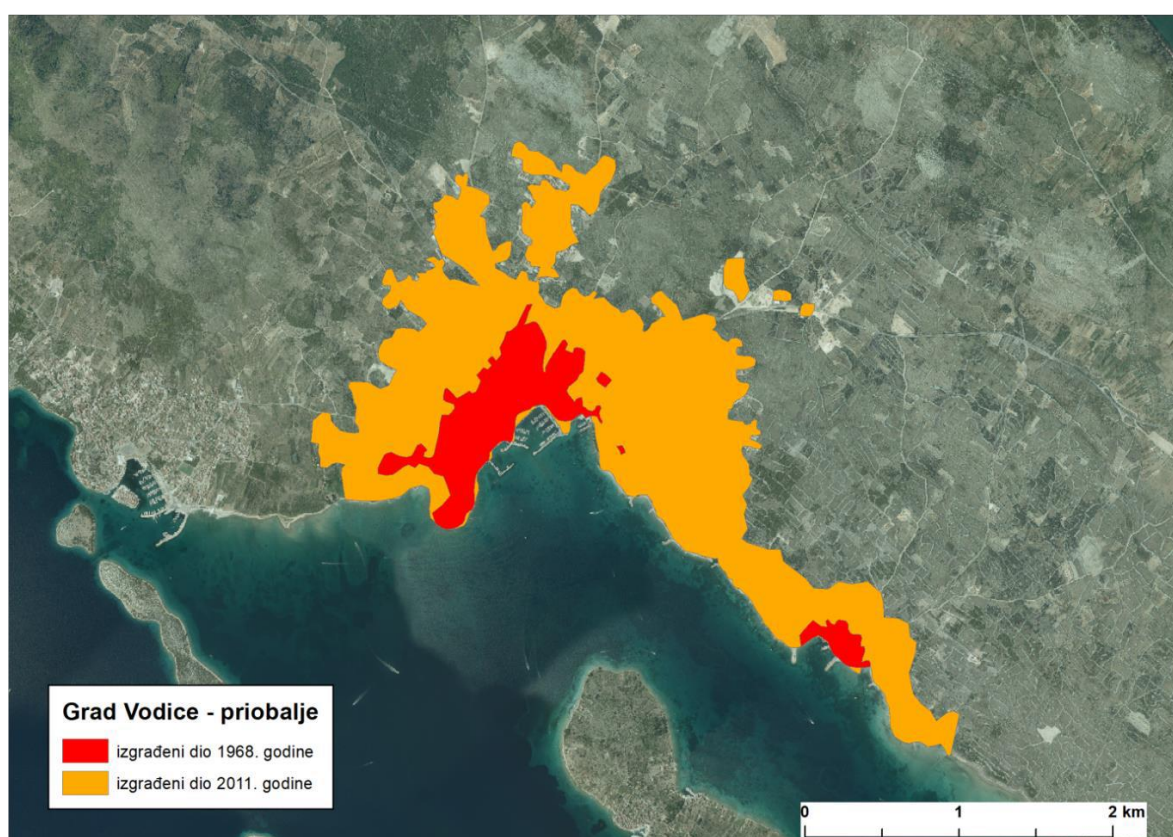 Grad Vodice - priobalje
izgrađeni dio 1968. godine
izgrađeni dio 2011. godine
0 1 2 km